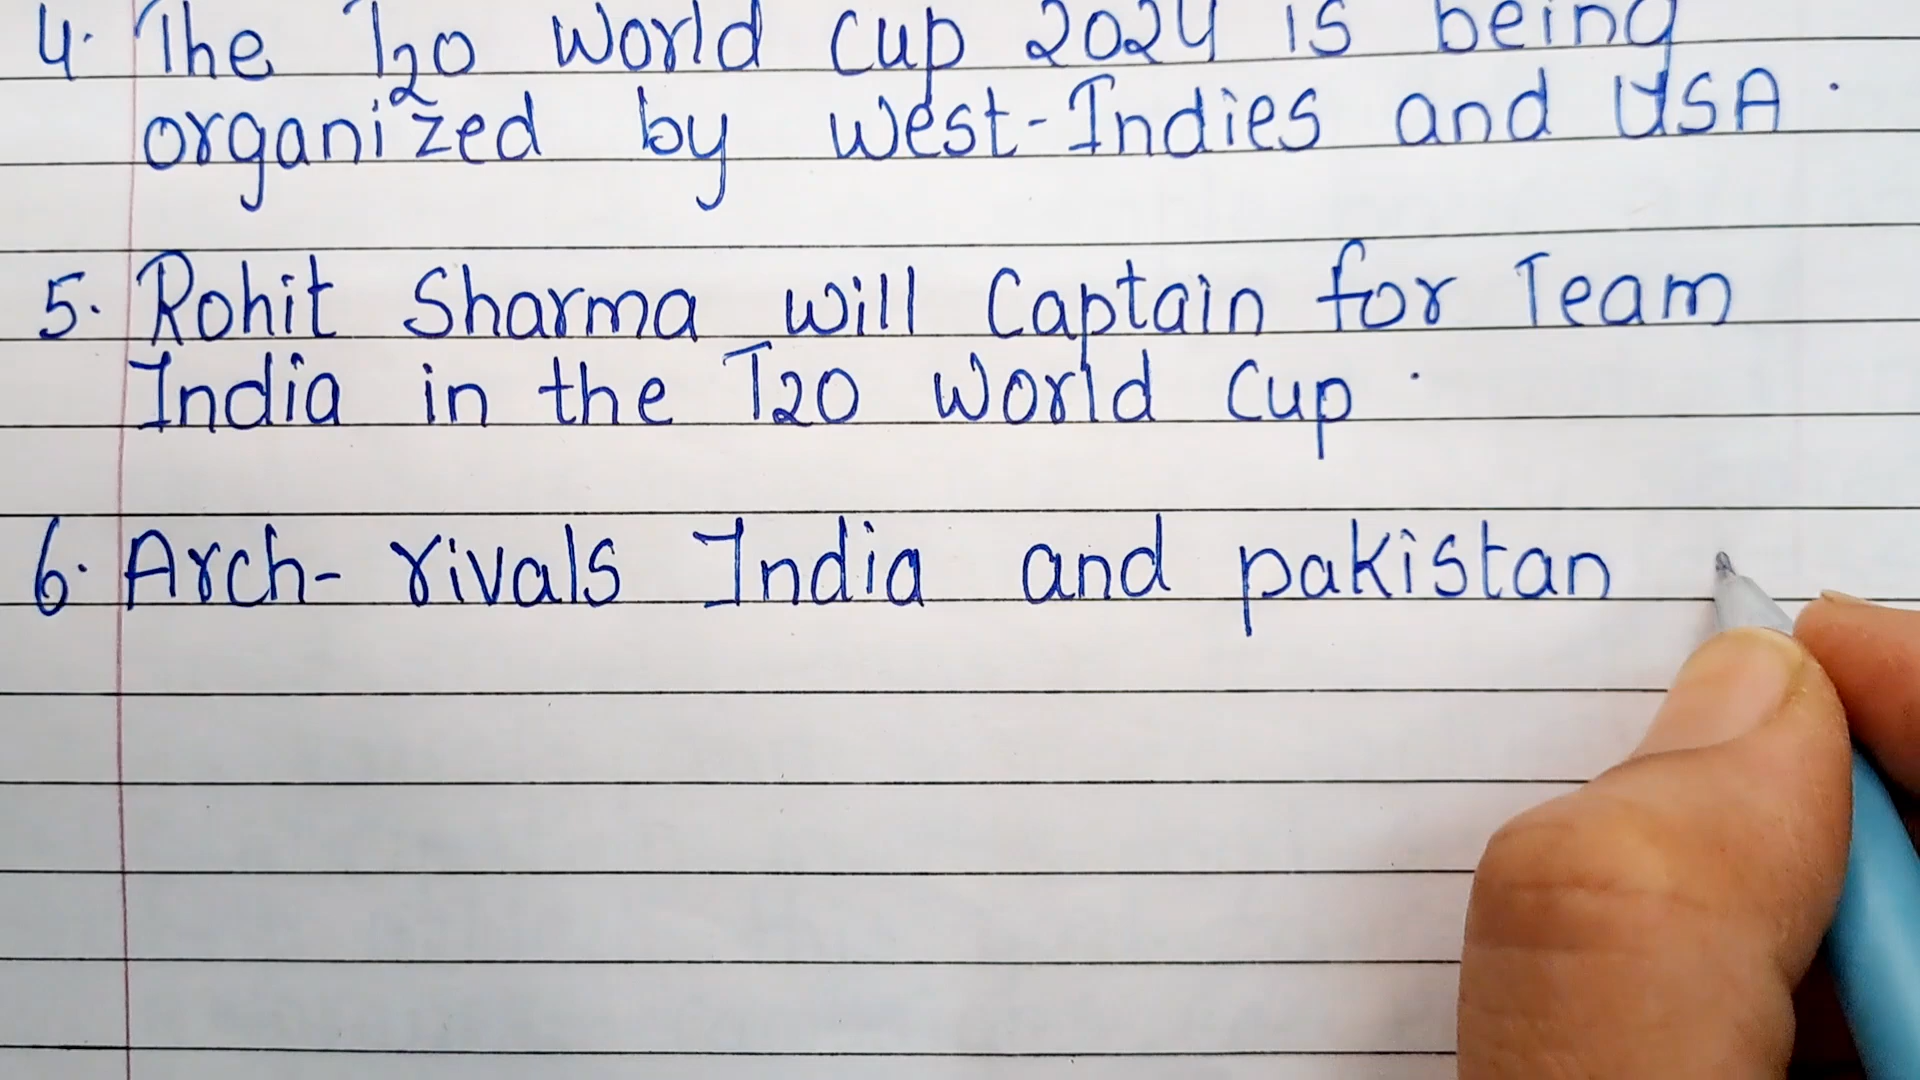 4. The T20 World Cup 2024 is being
organized by West-Indies and USA.
5. Rohit Sharma will Captain for Team
India in the T20 World Cup.
6. Arch-rivals India and pakistan